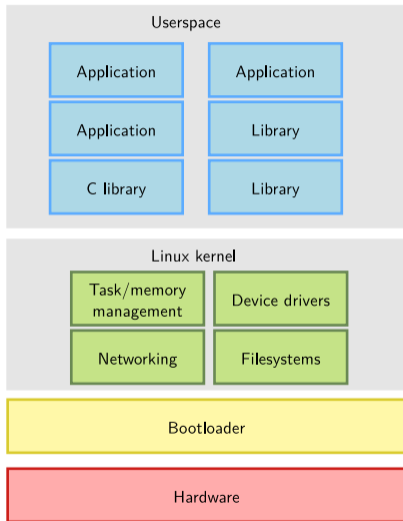 Userspace
Application
Application
Application
Library
C library
Library
Linux kernel
Task/memory
management
Device drivers
Networking
Filesystems
Bootloader
Hardware